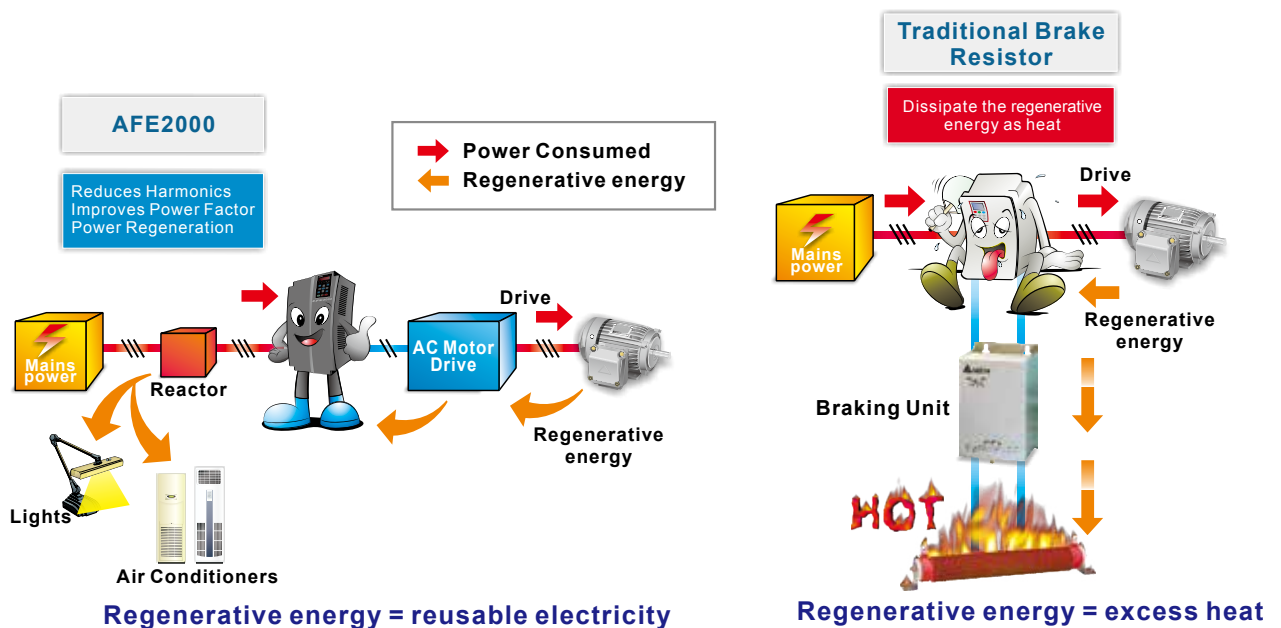 AFE2000
Reduces Harmonics
Improves Power Factor
Power Regeneration
Power Consumed
Regenerative energy
Mains
power
Reactor
Drive
AC Motor
Drive
Regenerative
energy
Lights
Air Conditioners
Regenerative energy = reusable electricity
Traditional Brake
Resistor
Dissipate the regenerative
energy as heat
Mains
power
Drive
Regenerative
energy
Braking Unit
HOT
Regenerative energy = excess heat